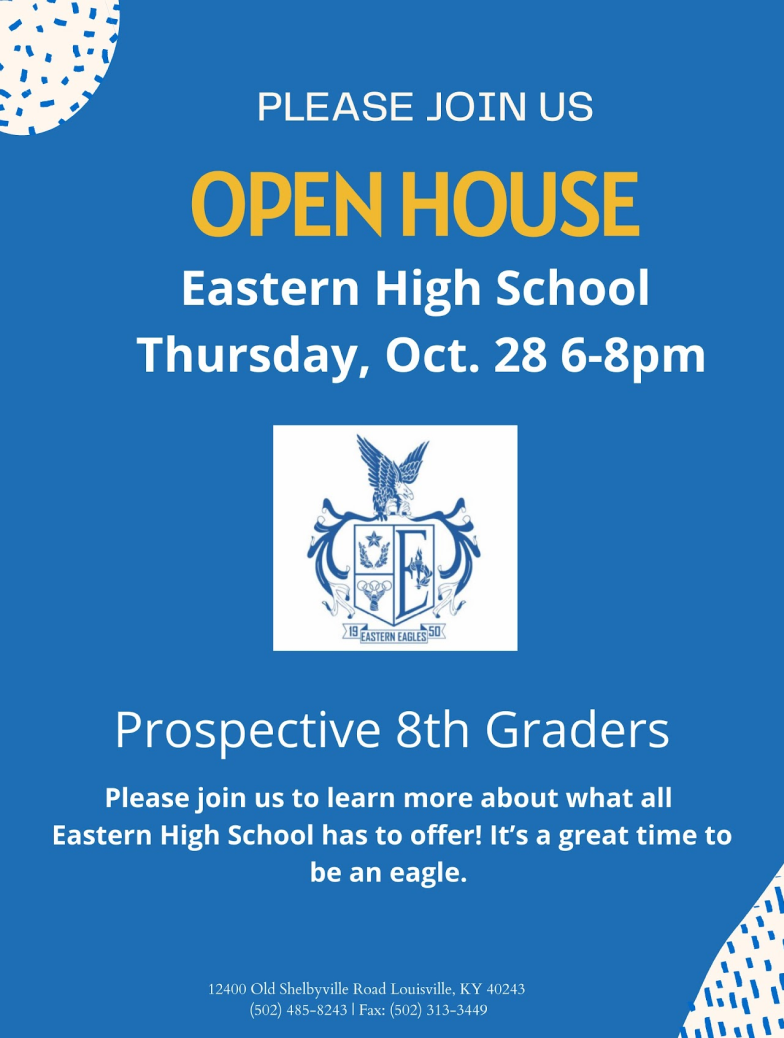 PLEASE JOIN US
OPEN HOUSE
Eastern High School
Thursday, Oct. 28 6-8pm
E
19 EASTERN EAGLES 50
Prospective 8th Graders
Please join us to learn more about what all
Eastern High School has to offer! It’s a great time to
be an eagle.
12400 Old Shelbyville Road Louisville, KY 40243
(502) 485-8243 | Fax: (502) 313-3449